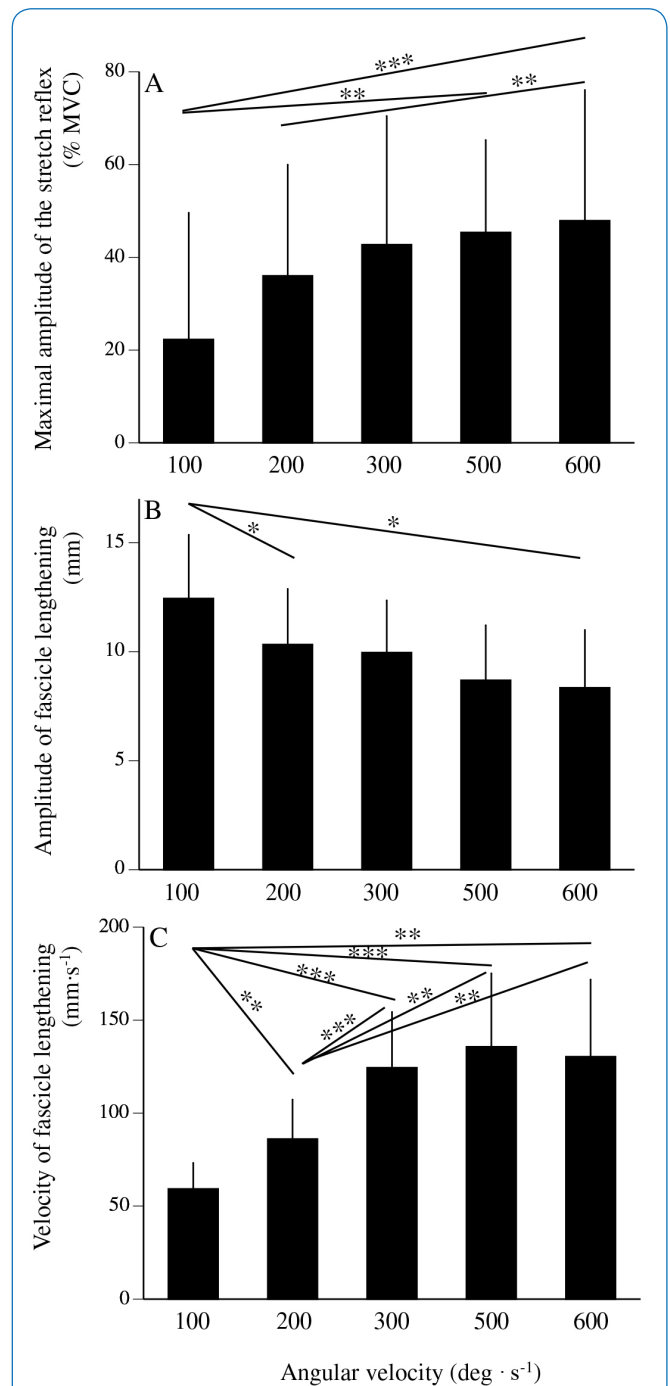 A
Maximal amplitude of the stretch reflex
(% MVC)
80
60
40
20
0
***
**
**
100 200 300 500 600
B
Amplitude of fascicle lengthening
(mm)
15
10
5
0
*
*
100 200 300 500 600
C
Velocity of fascicle lengthening
(mm·s⁻¹)
200
150
100
50
0
**
***
***
**
***
**
**
100 200 300 500 600
Angular velocity (deg · s⁻¹)